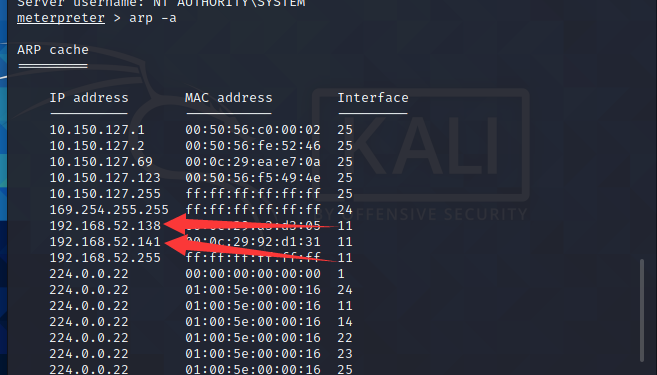 Server username: NT AUTHORITY\SYSTEM
meterpreter > arp -a
ARP cache
=========
IP address MAC address Interface
---------- ----------- ---------
10.150.127.1 00:50:56:c0:00:02 25
10.150.127.2 00:50:56:fe:52:46 25
10.150.127.69 00:0c:29:ea:e7:0a 25
10.150.127.123 00:50:56:f5:49:4e 25
10.150.127.255 ff:ff:ff:ff:ff:ff 25
169.254.255.255 ff:ff:ff:ff:ff:ff 24
192.168.52.138 11
192.168.52.141 00:0c:29:92:d1:31 11
192.168.52.255 ff:ff:ff:ff:ff:ff 11
224.0.0.22 00:00:00:00:00:00 1
224.0.0.22 01:00:5e:00:00:16 24
224.0.0.22 01:00:5e:00:00:16 11
224.0.0.22 01:00:5e:00:00:16 14
224.0.0.22 01:00:5e:00:00:16 22
224.0.0.22 01:00:5e:00:00:16 23
224.0.0.22 01:00:5e:00:00:16 25
KALI
BY OFFENSIVE SECURITY